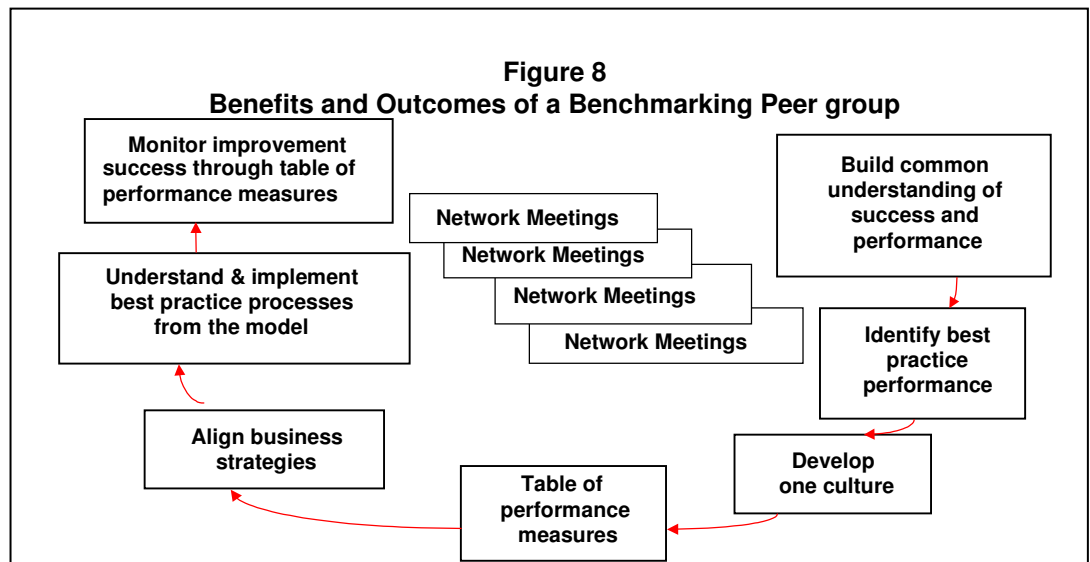 Figure 8
Benefits and Outcomes of a Benchmarking Peer group
Monitor improvement
success through table of
performance measures
Build common
understanding of
success and
performance
Network Meetings
Network Meetings
Network Meetings
Network Meetings
Understand & implement
best practice processes
from the model
Identify best
practice
performance
Align business
strategies
Develop
one culture
Table of
performance
measures